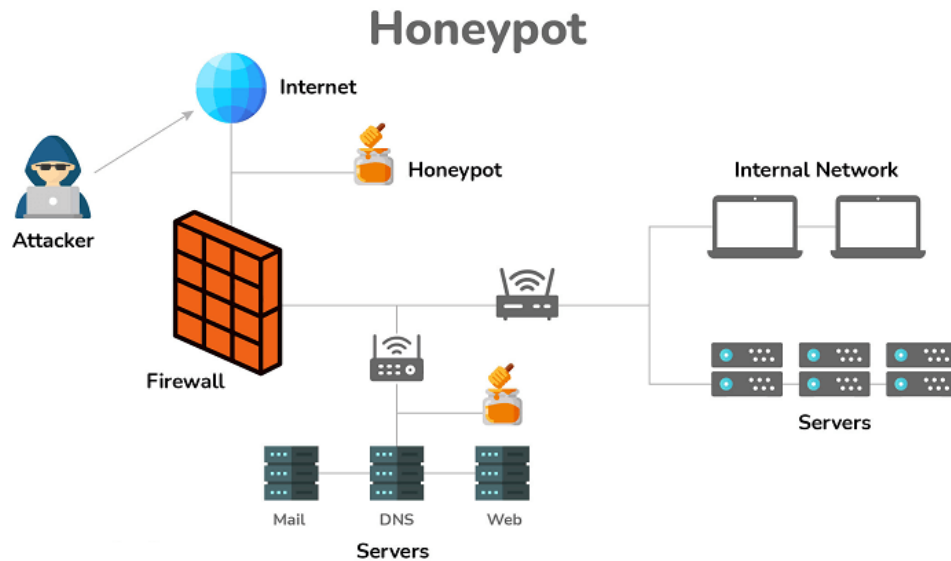 Honeypot
Internet
Honeypot
Internal Network
Attacker
Firewall
Servers
Mail
DNS
Web
Servers